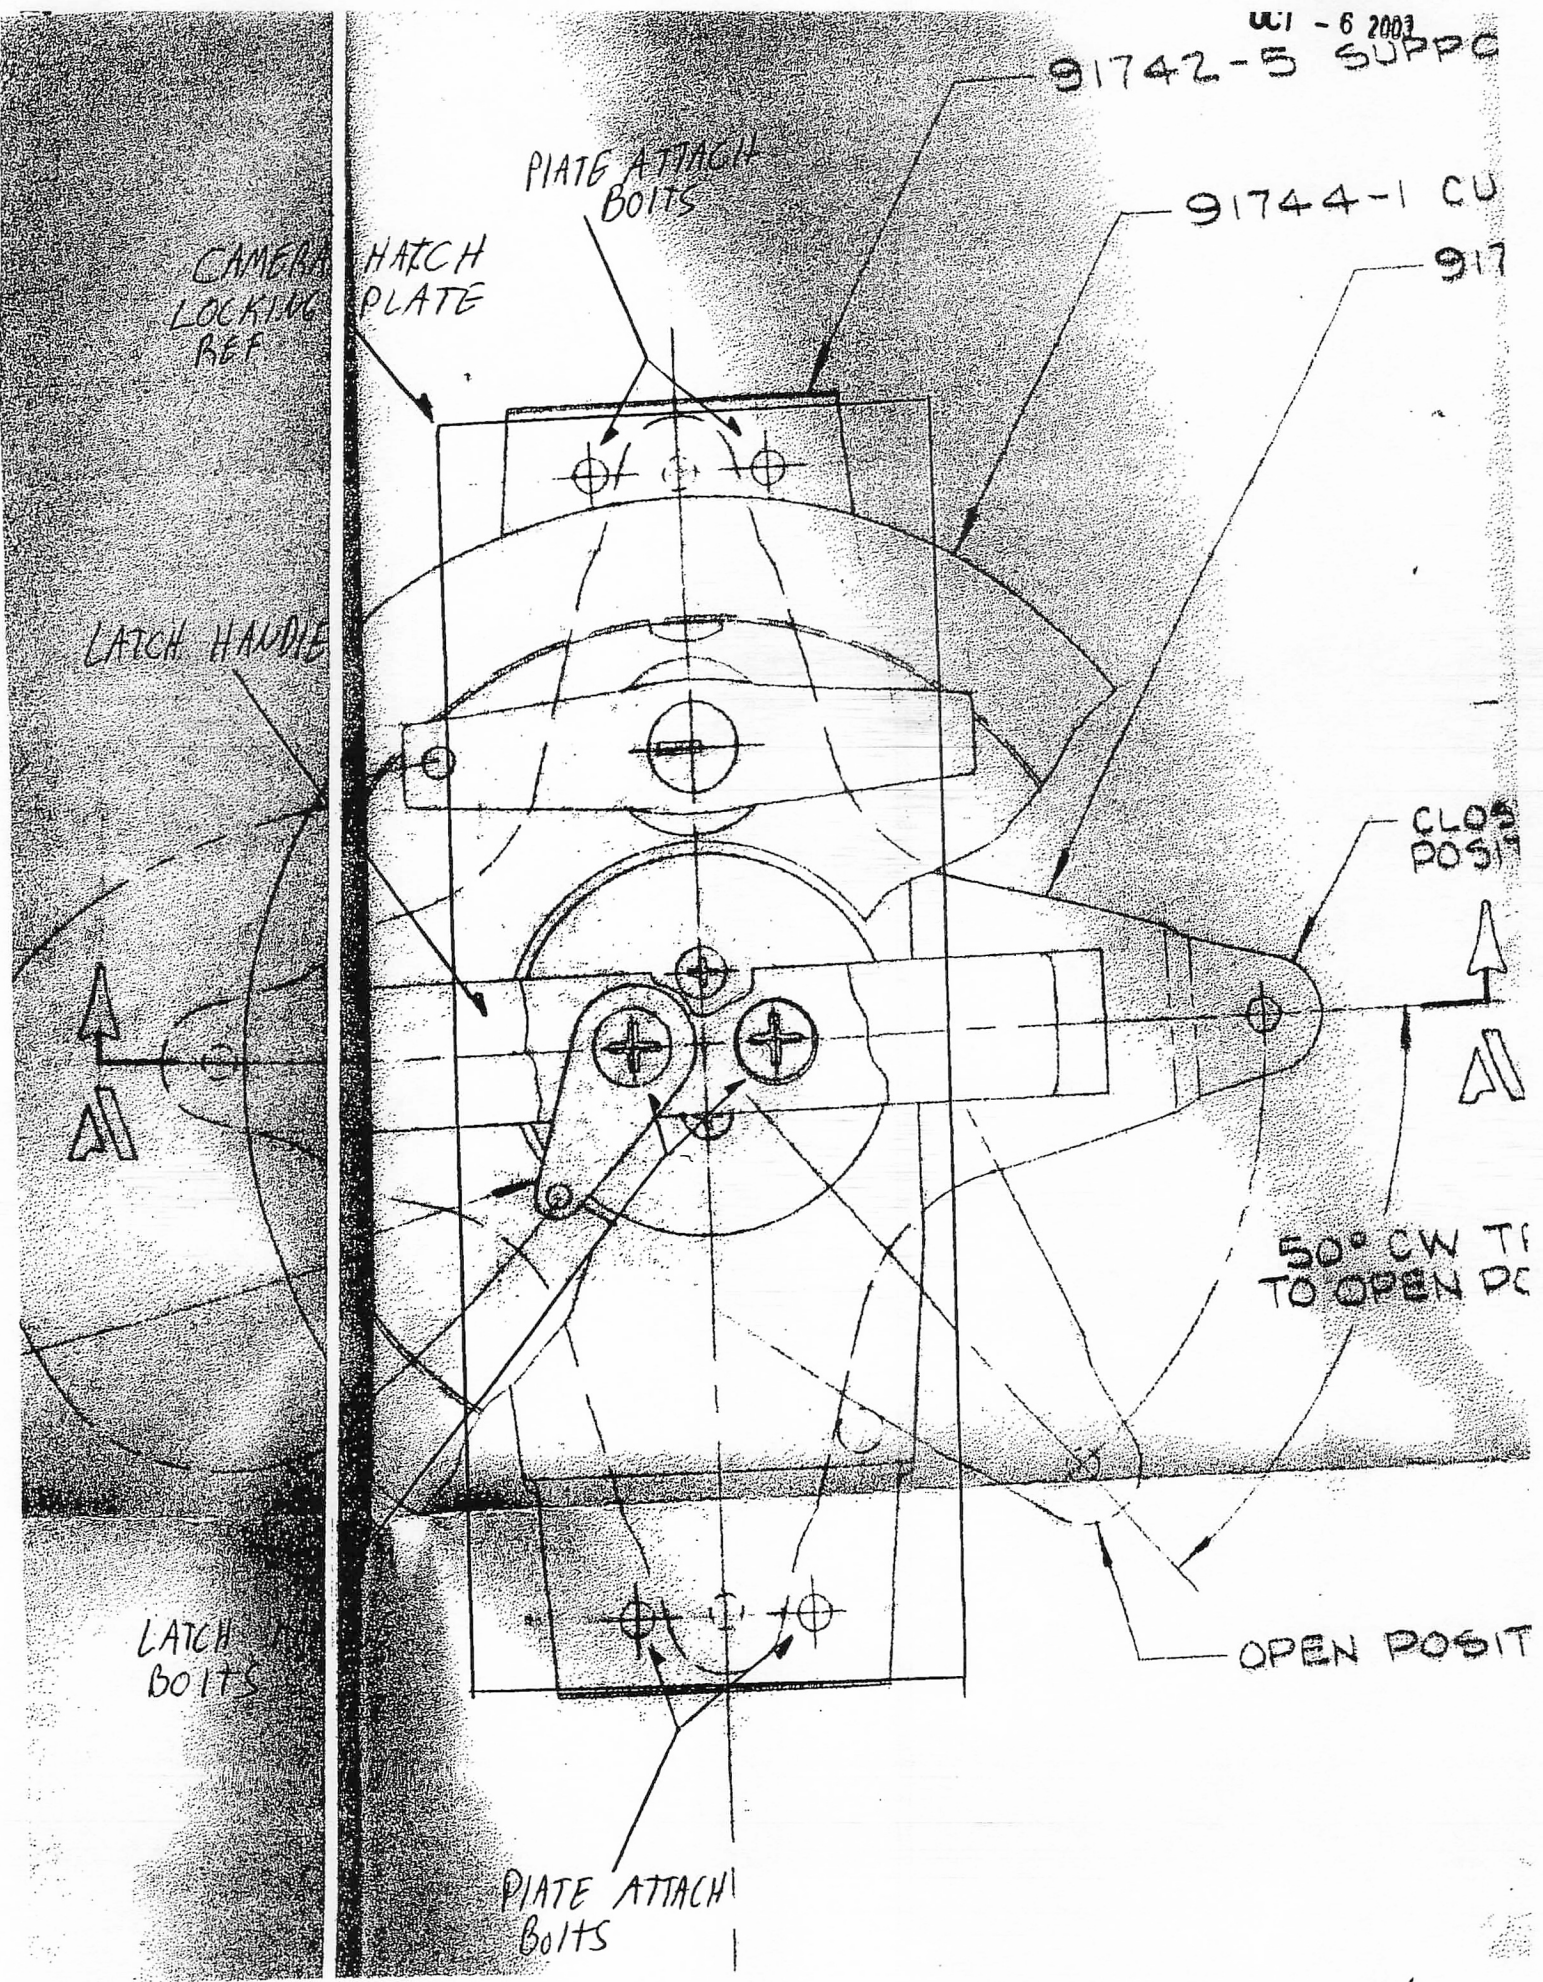 - 6 2003
91742-5 SUPPO
PlATE ATTACH
BOlTS
91744-1 CU
917
CAMERA HATCH
LOCKING PLATE
REF
LATCH HANDlE
CLOS
POSIT
A
A
50° CW T
TO OPEN PO
LATCH
BOlTS
OPEN POSIT
PlATE ATTACH
BolTS